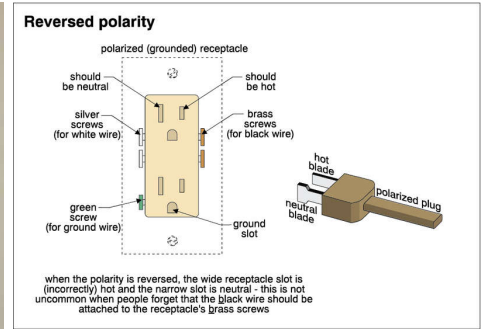 Reversed polarity
polarized (grounded) receptacle
should
be neutral
should
be hot
silver
screws
(for white wire)
brass
screws
(for black wire)
hot
blade
polarized plug
neutral
blade
green
screw
(for ground wire)
ground
slot
when the polarity is reversed, the wide receptacle slot is
(incorrectly) hot and the narrow slot is neutral - this is not
uncommon when people forget that the black wire should be
attached to the receptacle's brass screws